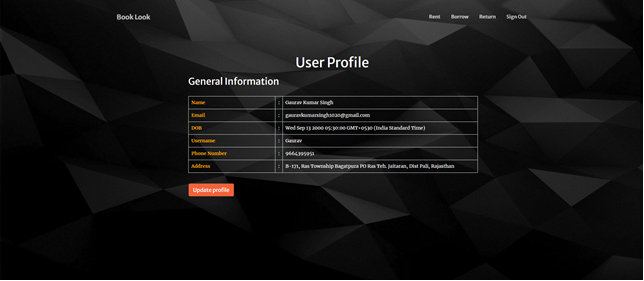 Book Look Rent Borrow Return Sign Out
User Profile
General Information
Name : Gaurav Kumar Singh
Email : gauravkumarsingh2020@gmail.com
DOB : Wed Sep 13 2000 05:30:00 GMT+0530 (India Standard Time)
Username : Gaurav
Phone Number : 9664395951
Address : B-171, Ras Township Bagatpura PO Ras Teh. Jaitaran, Dist Pali, Rajasthan
Update profile